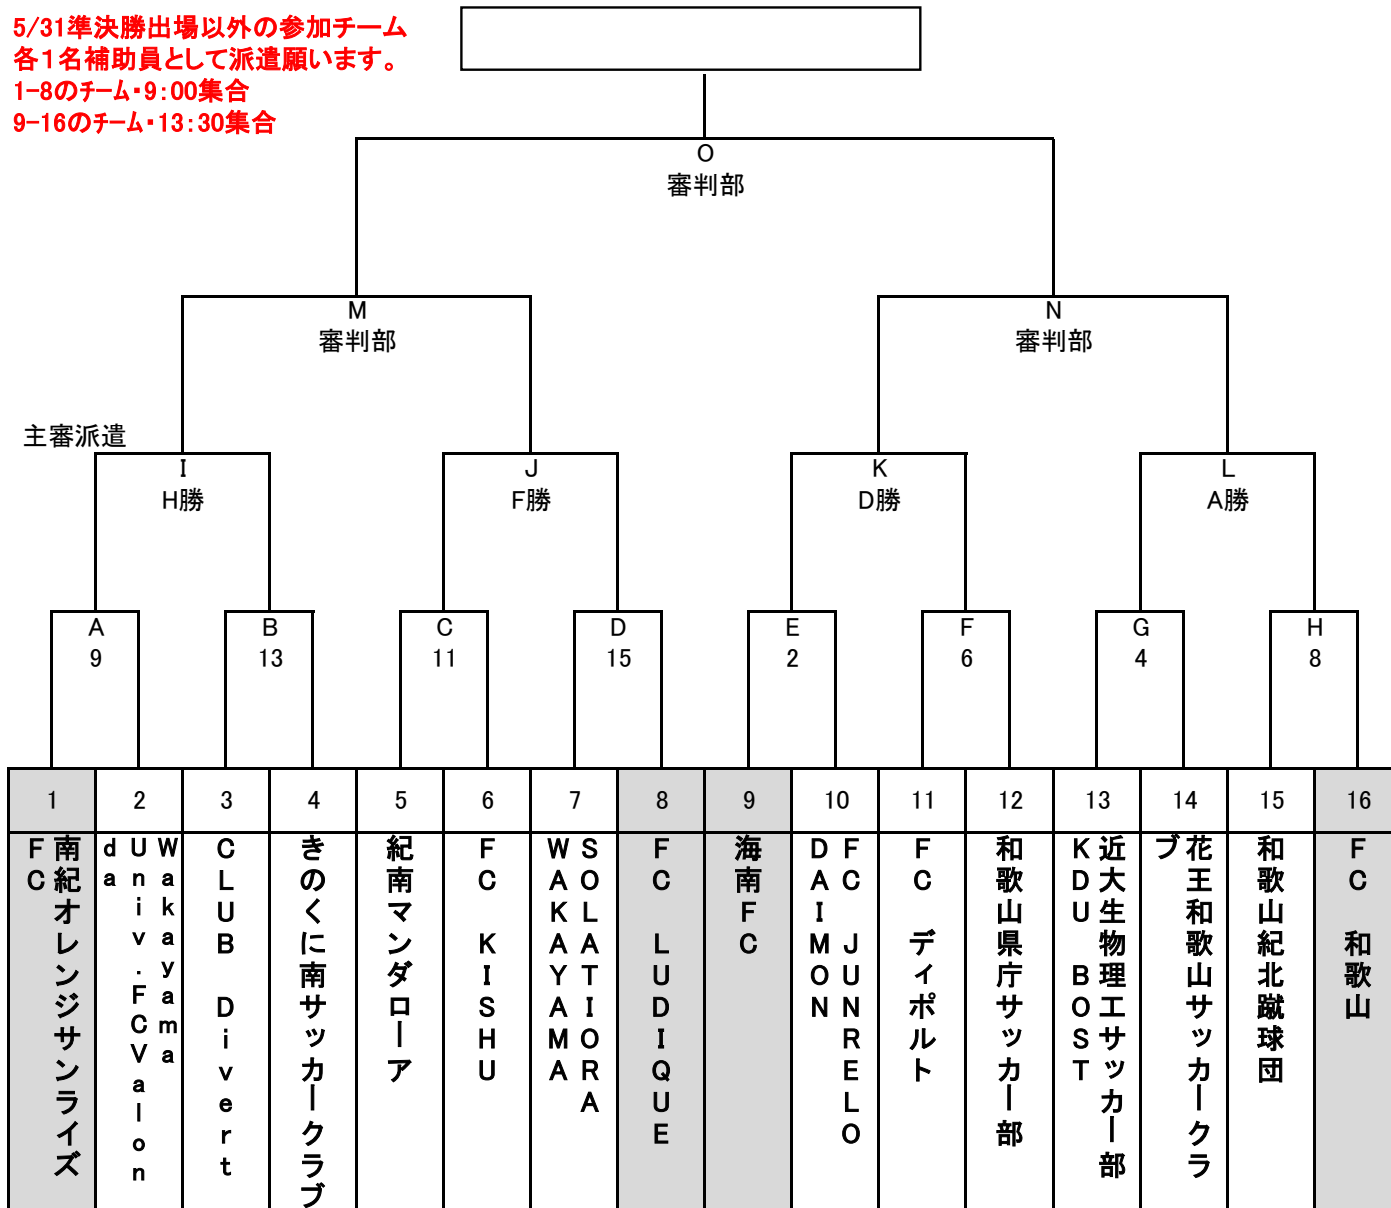 5/31準決勝出場以外の参加チーム
各1名補助員として派遣願います。
1-8のチーム・9:00集合
9-16のチーム・13:30集合
O
審判部
M
審判部
N
審判部
主審派遣
I
H勝
J
F勝
K
D勝
L
A勝
A
9
B
13
C
11
D
15
E
2
F
6
G
4
H
8
1
2
3
4
5
6
7
8
9
10
11
12
13
14
15
16
南紀オレンジサンライズ
FC
Wakayama
Univ.FCValon
da
CLUB Divert
きのくに南サッカークラブ
紀南マンダローア
FC KISHU
SOLATIORA
WAKAYAMA
FC LUDIQUE
海南FC
FC JUNRELO
DAIMON
FC ディポルト
和歌山県庁サッカー部
近大生物理工サッカー部
KDU BOST
花王和歌山サッカークラ
ブ
和歌山紀北蹴球団
FC 和歌山